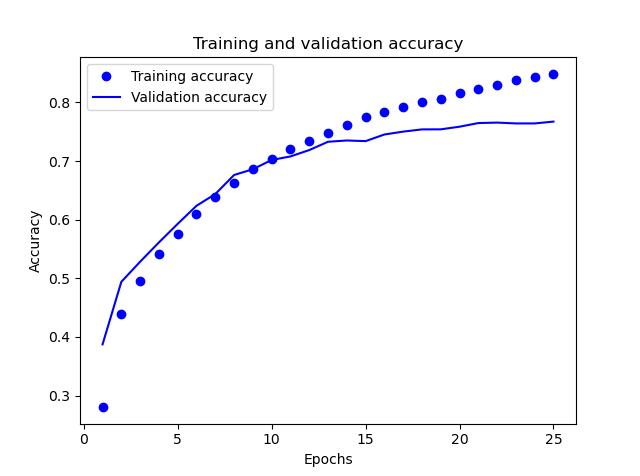 Training and validation accuracy
Training accuracy
Validation accuracy
Accuracy
0.8
0.7
0.6
0.5
0.4
0.3
0
5
10
15
20
25
Epochs